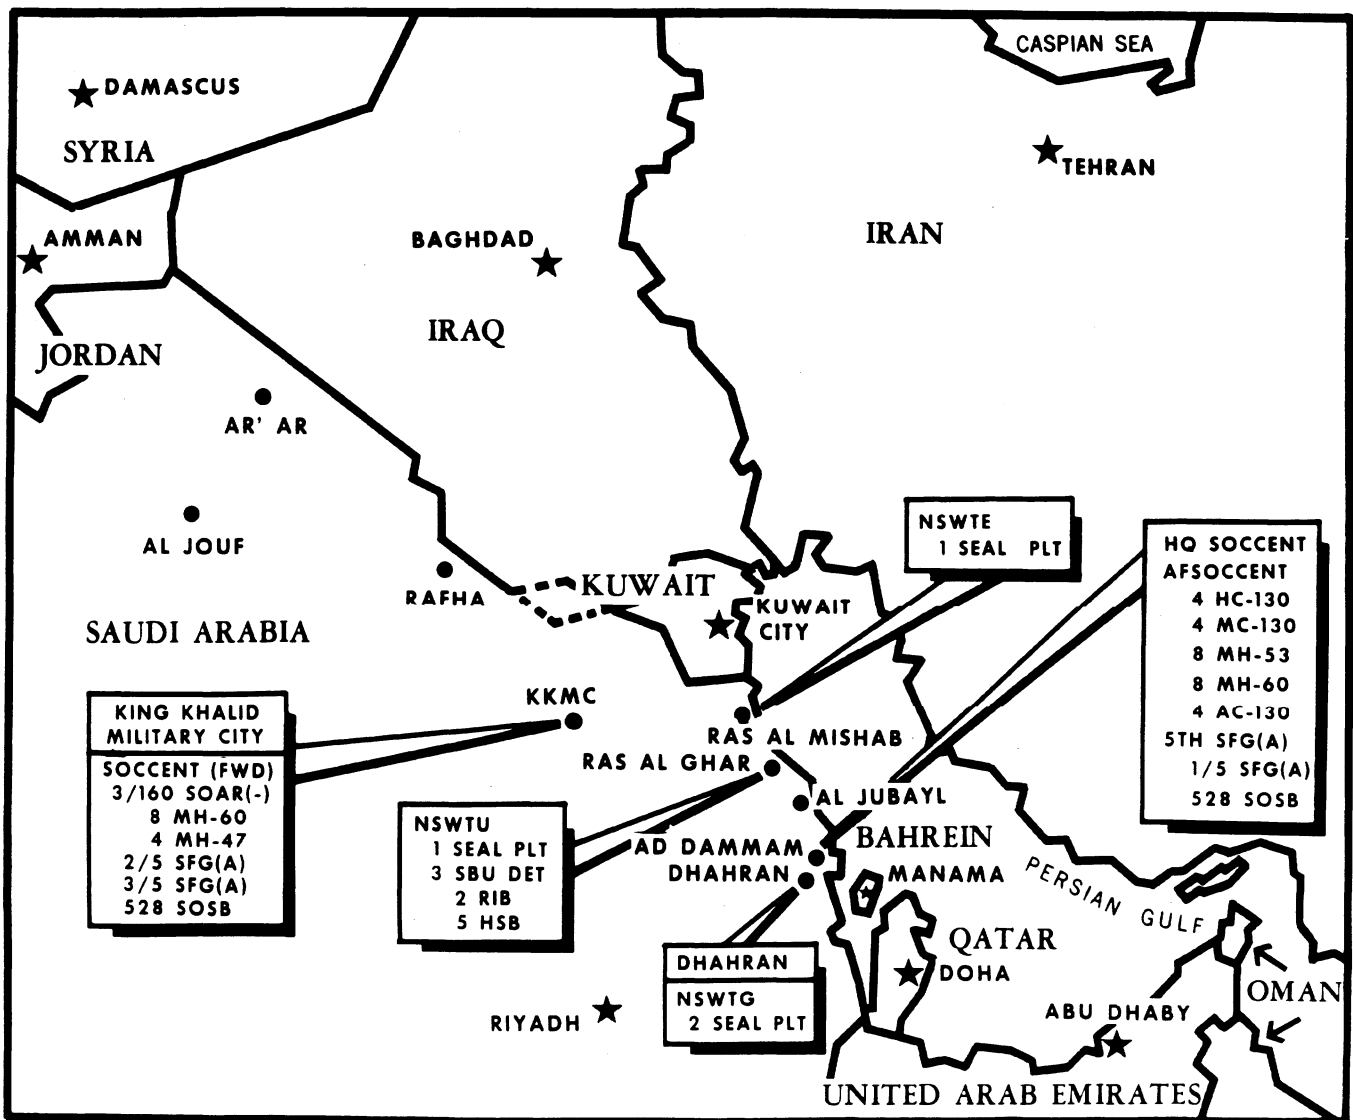 CASPIAN SEA
DAMASCUS
SYRIA
TEHRAN
AMMAN
BAGHDAD
IRAN
IRAQ
JORDAN
AR' AR
AL JOUF
RAFHA
KUWAIT
KUWAIT
CITY
SAUDI ARABIA
NSWTE
1 SEAL PLT
HQ SOCCENT
AFSOCCENT
4 HC-130
4 MC-130
8 MH-53
8 MH-60
4 AC-130
5TH SFG(A)
1/5 SFG(A)
528 SOSB
KKMC
KING KHALID
MILITARY CITY
SOCCENT (FWD)
3/160 SOAR(-)
8 MH-60
4 MH-47
2/5 SFG(A)
3/5 SFG(A)
528 SOSB
RAS AL MISHAB
RAS AL GHAR
AL JUBAYL
NSWTU
1 SEAL PLT
3 SBU DET
2 RIB
5 HSB
AD DAMMAM
DHAHRAN
BAHREIN
MANAMA
PERSIAN GULF
QATAR
DOHA
DHAHRAN
NSWTG
2 SEAL PLT
RIYADH
OMAN
ABU DHABY
UNITED ARAB EMIRATES